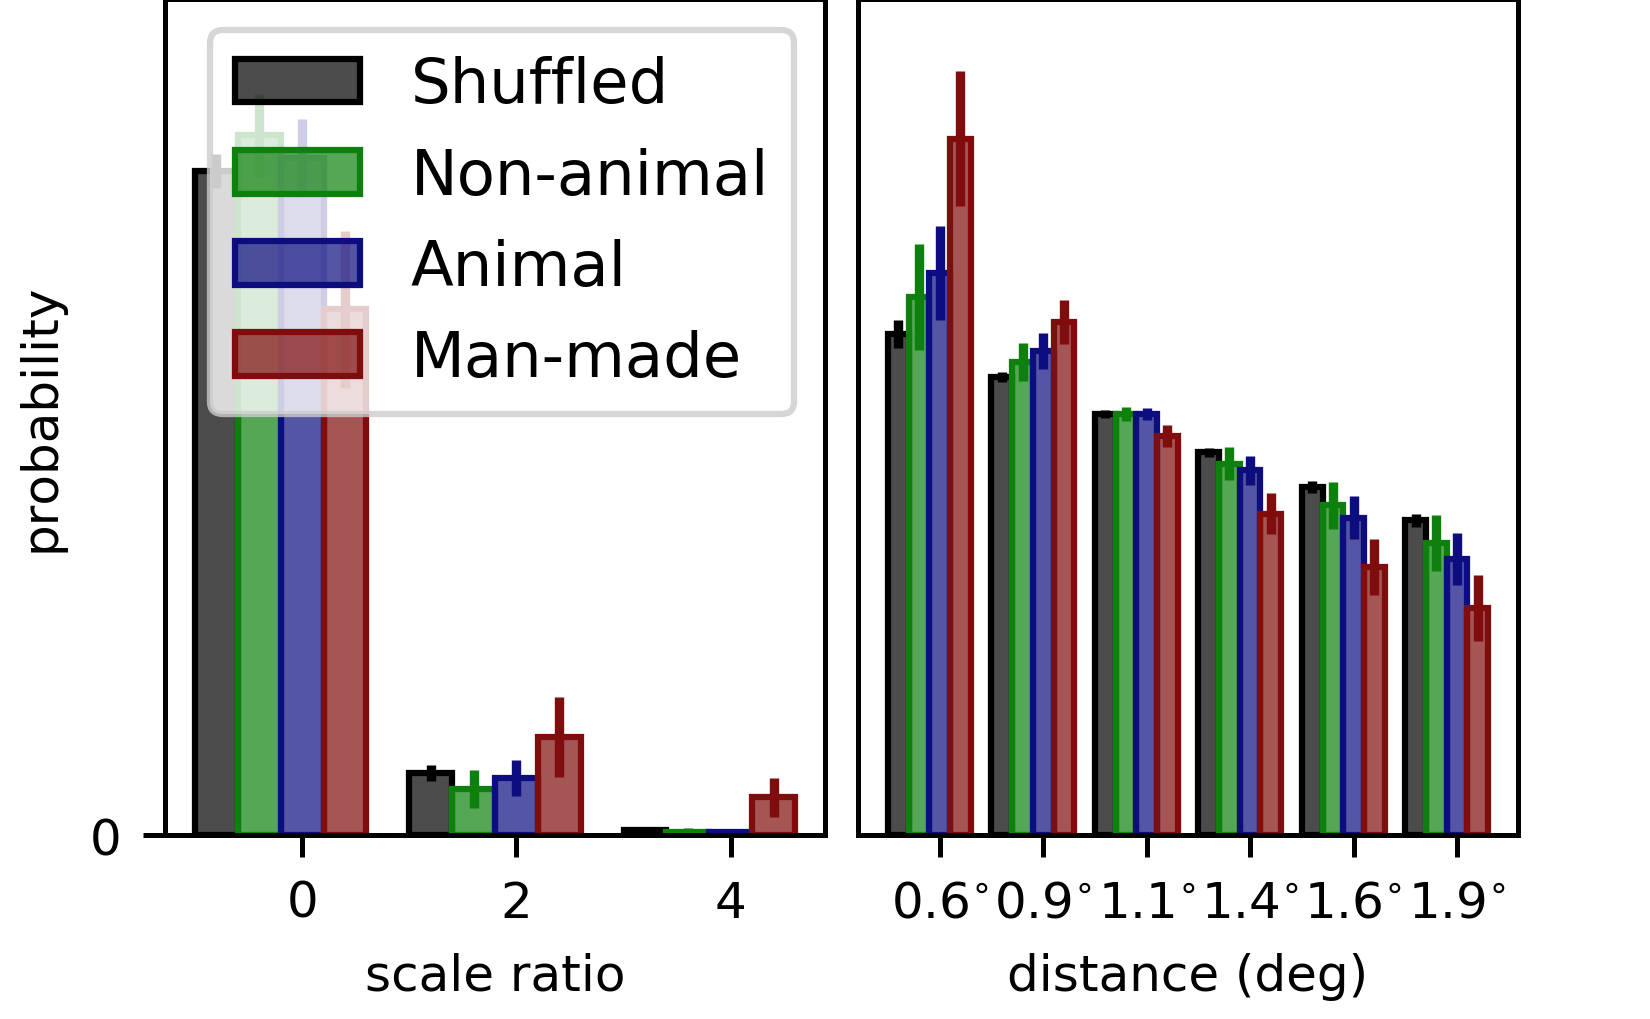 Shuffled
Non-animal
Animal
Man-made
probability
0
0 2 4
scale ratio
0.6° 0.9° 1.1° 1.4° 1.6° 1.9°
distance (deg)